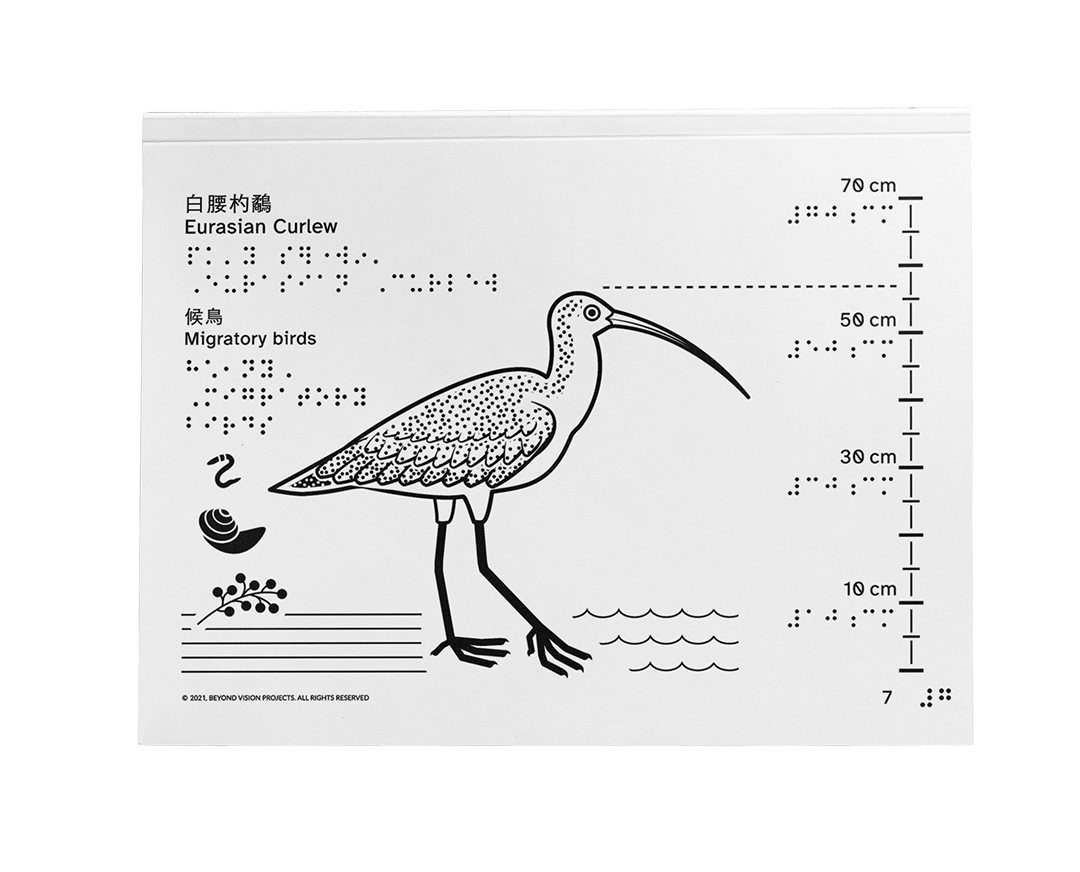 白腰杓鷸
Eurasian Curlew
候鳥
Migratory birds
70 cm
50 cm
30 cm
10 cm
© 2021, BEYOND VISION PROJECTS. ALL RIGHTS RESERVED
7